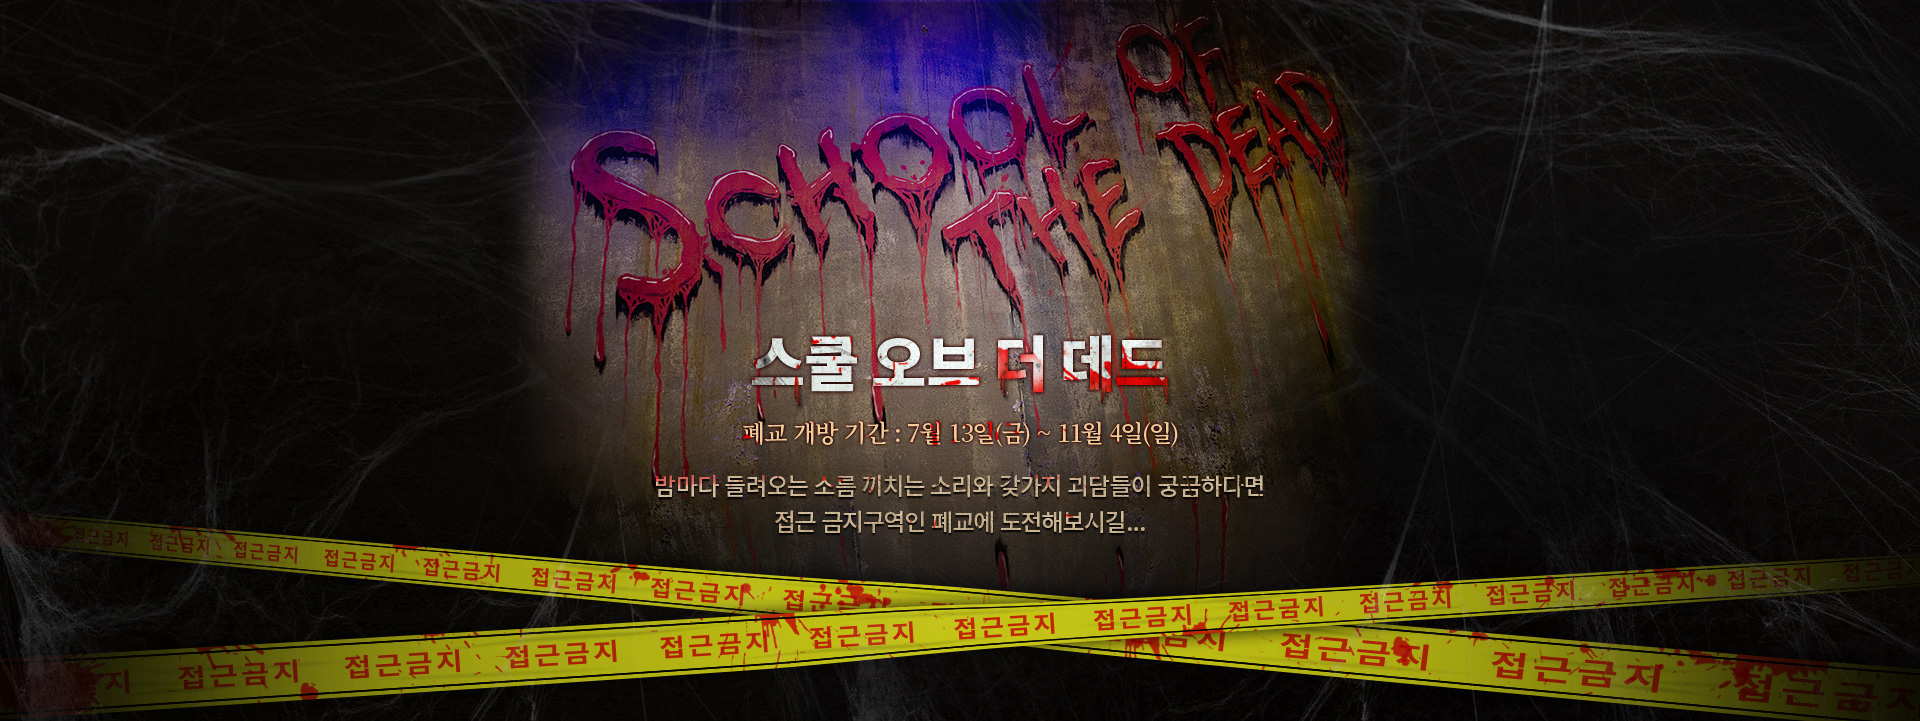 SCHOOL OF
THE DEAD
스쿨 오브 더 데드
폐교 개방 기간 : 7월 13일(금) ~ 11월 4일(일)
밤마다 들려오는 소름 끼치는 소리와 갖가지 괴담들이 궁금하다면
접근 금지구역인 폐교에 도전해보시길...
접근금지 접근금지 접근금지 접근금지 접근금지 접근금지 접근금지 접근금지 금지 접근금지 접근금지 접근금지
지 접근금지 접근금지 접근금지 접근금지 접근금지 접근금지 접근금지 접근금지 접근금지 접근금지 접근금지 접근금지 접근금지